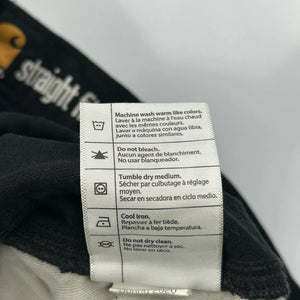 straight fi
Machine wash warm like colors.
Laver à la machine à l'eau chaud
avec les mêmes couleurs.
Lavar a máquina con agua tibia,
junto a colores similares.
Do not bleach.
Aucun agent de blanchiment.
No usar blanqueador.
Tumble dry medium.
Sécher par culbutage à réglage
moyen.
Secar en secadora en ciclo medio.
Cool iron.
Repasser à fer tiède.
Plancha a baja temperatura.
Do not dry clean.
Ne pas nettoyer à sec.
No lavar en seco.